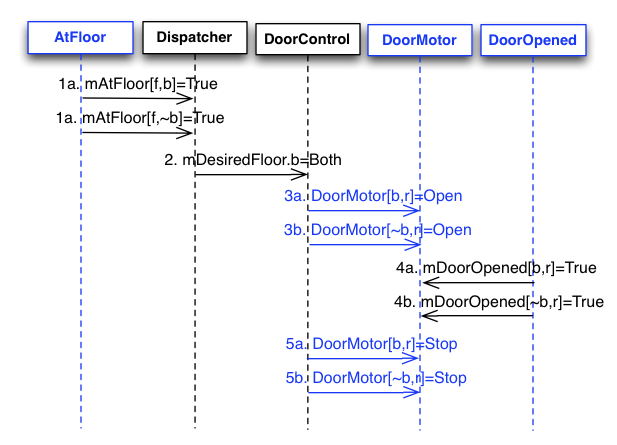 AtFloor
Dispatcher
DoorControl
DoorMotor
DoorOpened
1a. mAtFloor[f,b]=True
1a. mAtFloor[f,~b]=True
2. mDesiredFloor.b=Both
3a. DoorMotor[b,r]=Open
3b. DoorMotor[~b,r]=Open
4a. mDoorOpened[b,r]=True
4b. mDoorOpened[~b,r]=True
5a. DoorMotor[b,r]=Stop
5b. DoorMotor[~b,r]=Stop